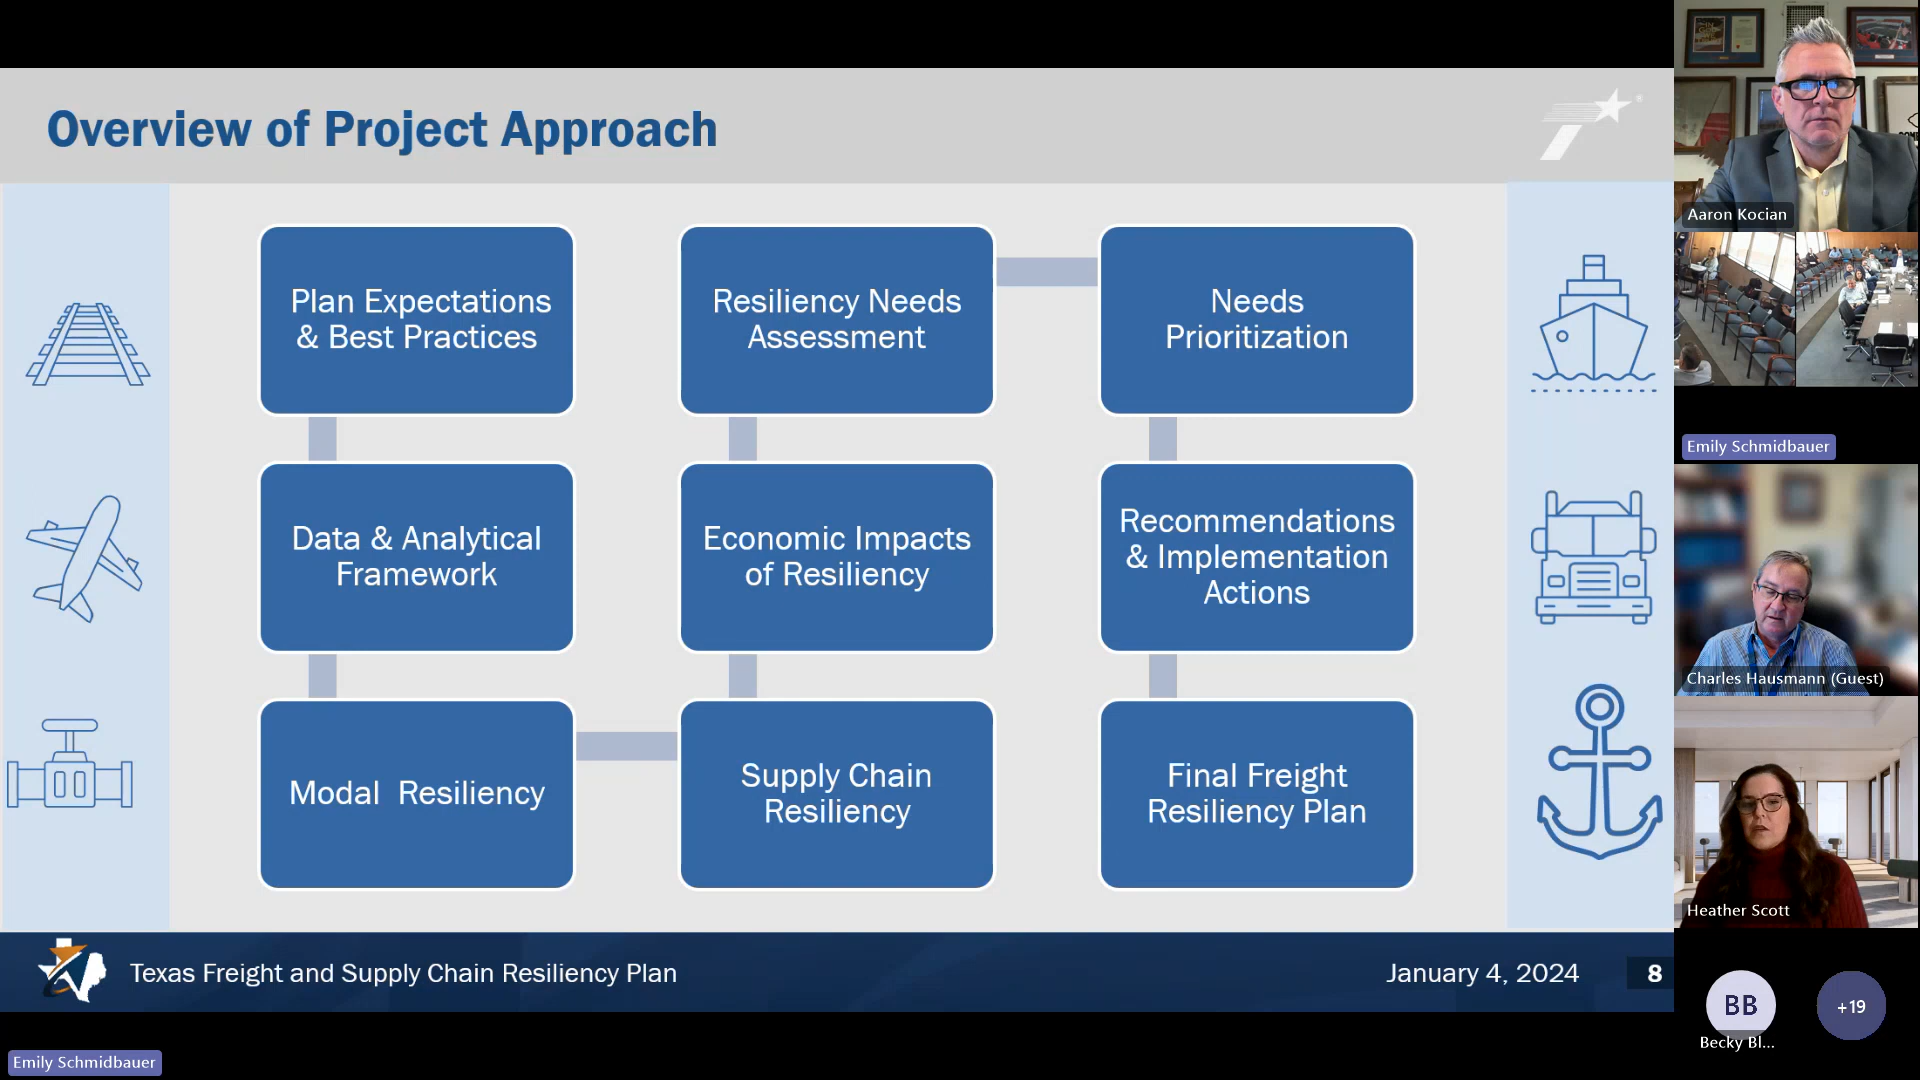 Overview of Project Approach
Plan Expectations
& Best Practices
Data & Analytical
Framework
Modal  Resiliency
Supply Chain
Resiliency
Economic Impacts
of Resiliency
Resiliency Needs
Assessment
Needs
Prioritization
Recommendations
& Implementation
Actions
Final Freight
Resiliency Plan
Texas Freight and Supply Chain Resiliency Plan
January 4, 2024
8
Emily Schmidbauer
Aaron Kocian
Emily Schmidbauer
Charles Hausmann (Guest)
Heather Scott
BB
Becky Bl...
+19